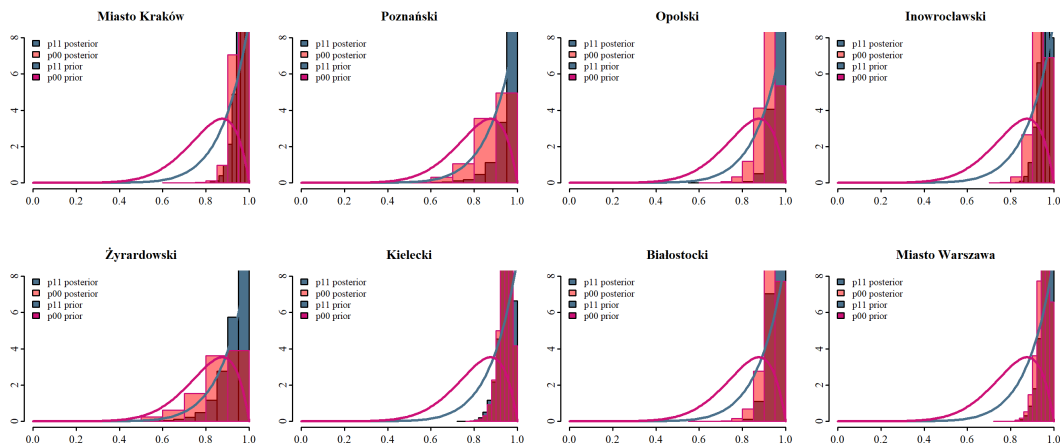 Miasto Kraków
p11 posterior
p00 posterior
p11 prior
p00 prior
0 2 4 6 8
0.0 0.2 0.4 0.6 0.8 1.0
Poznański
p11 posterior
p00 posterior
p11 prior
p00 prior
0 2 4 6 8
0.0 0.2 0.4 0.6 0.8 1.0
Opolski
p11 posterior
p00 posterior
p11 prior
p00 prior
0 2 4 6 8
0.0 0.2 0.4 0.6 0.8 1.0
Inowrocławski
p11 posterior
p00 posterior
p11 prior
p00 prior
0 2 4 6 8
0.0 0.2 0.4 0.6 0.8 1.0
Żyrardowski
p11 posterior
p00 posterior
p11 prior
p00 prior
0 2 4 6 8
0.0 0.2 0.4 0.6 0.8 1.0
Kielecki
p11 posterior
p00 posterior
p11 prior
p00 prior
0 2 4 6 8
0.0 0.2 0.4 0.6 0.8 1.0
Białostocki
p11 posterior
p00 posterior
p11 prior
p00 prior
0 2 4 6 8
0.0 0.2 0.4 0.6 0.8 1.0
Miasto Warszawa
p11 posterior
p00 posterior
p11 prior
p00 prior
0 2 4 6 8
0.0 0.2 0.4 0.6 0.8 1.0